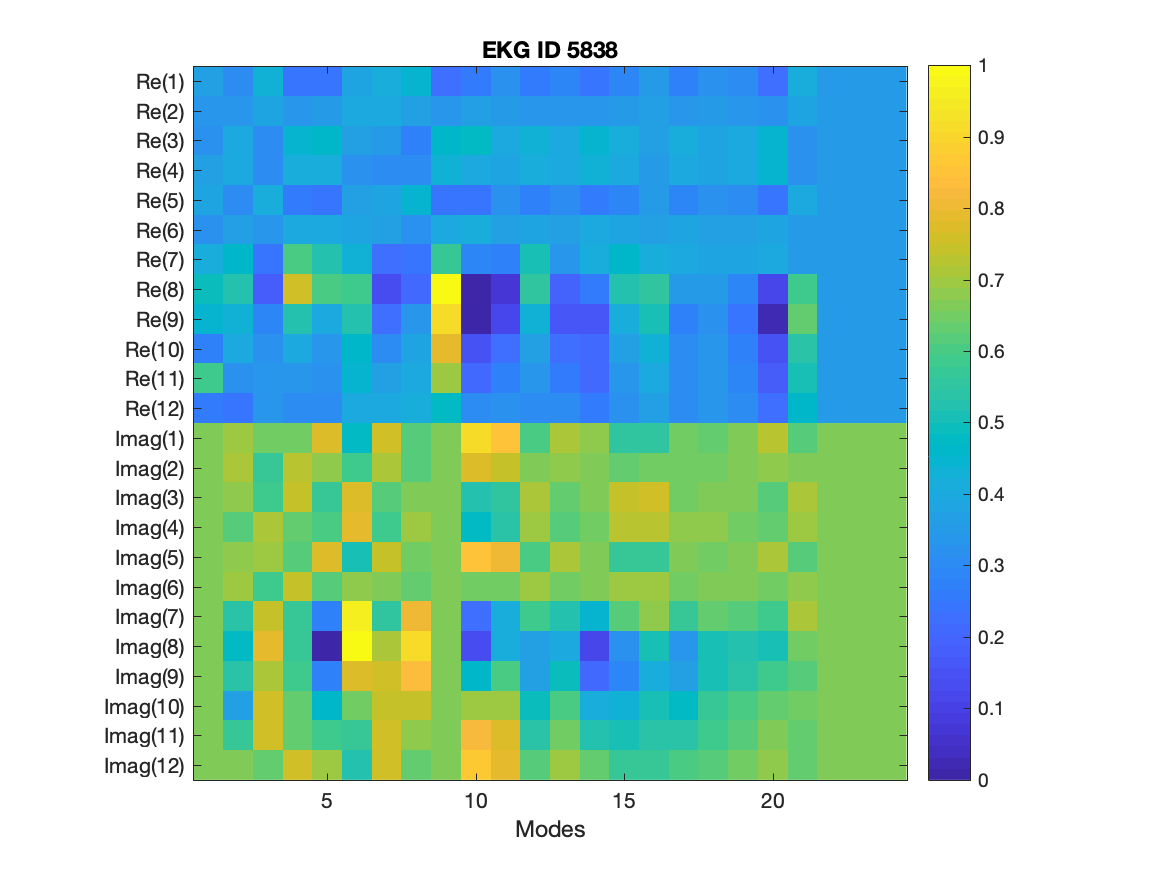 EKG ID 5838
Re(1)
Re(2)
Re(3)
Re(4)
Re(5)
Re(6)
Re(7)
Re(8)
Re(9)
Re(10)
Re(11)
Re(12)
Imag(1)
Imag(2)
Imag(3)
Imag(4)
Imag(5)
Imag(6)
Imag(7)
Imag(8)
Imag(9)
Imag(10)
Imag(11)
Imag(12)
5 10 15 20
Modes
1
0.9
0.8
0.7
0.6
0.5
0.4
0.3
0.2
0.1
0